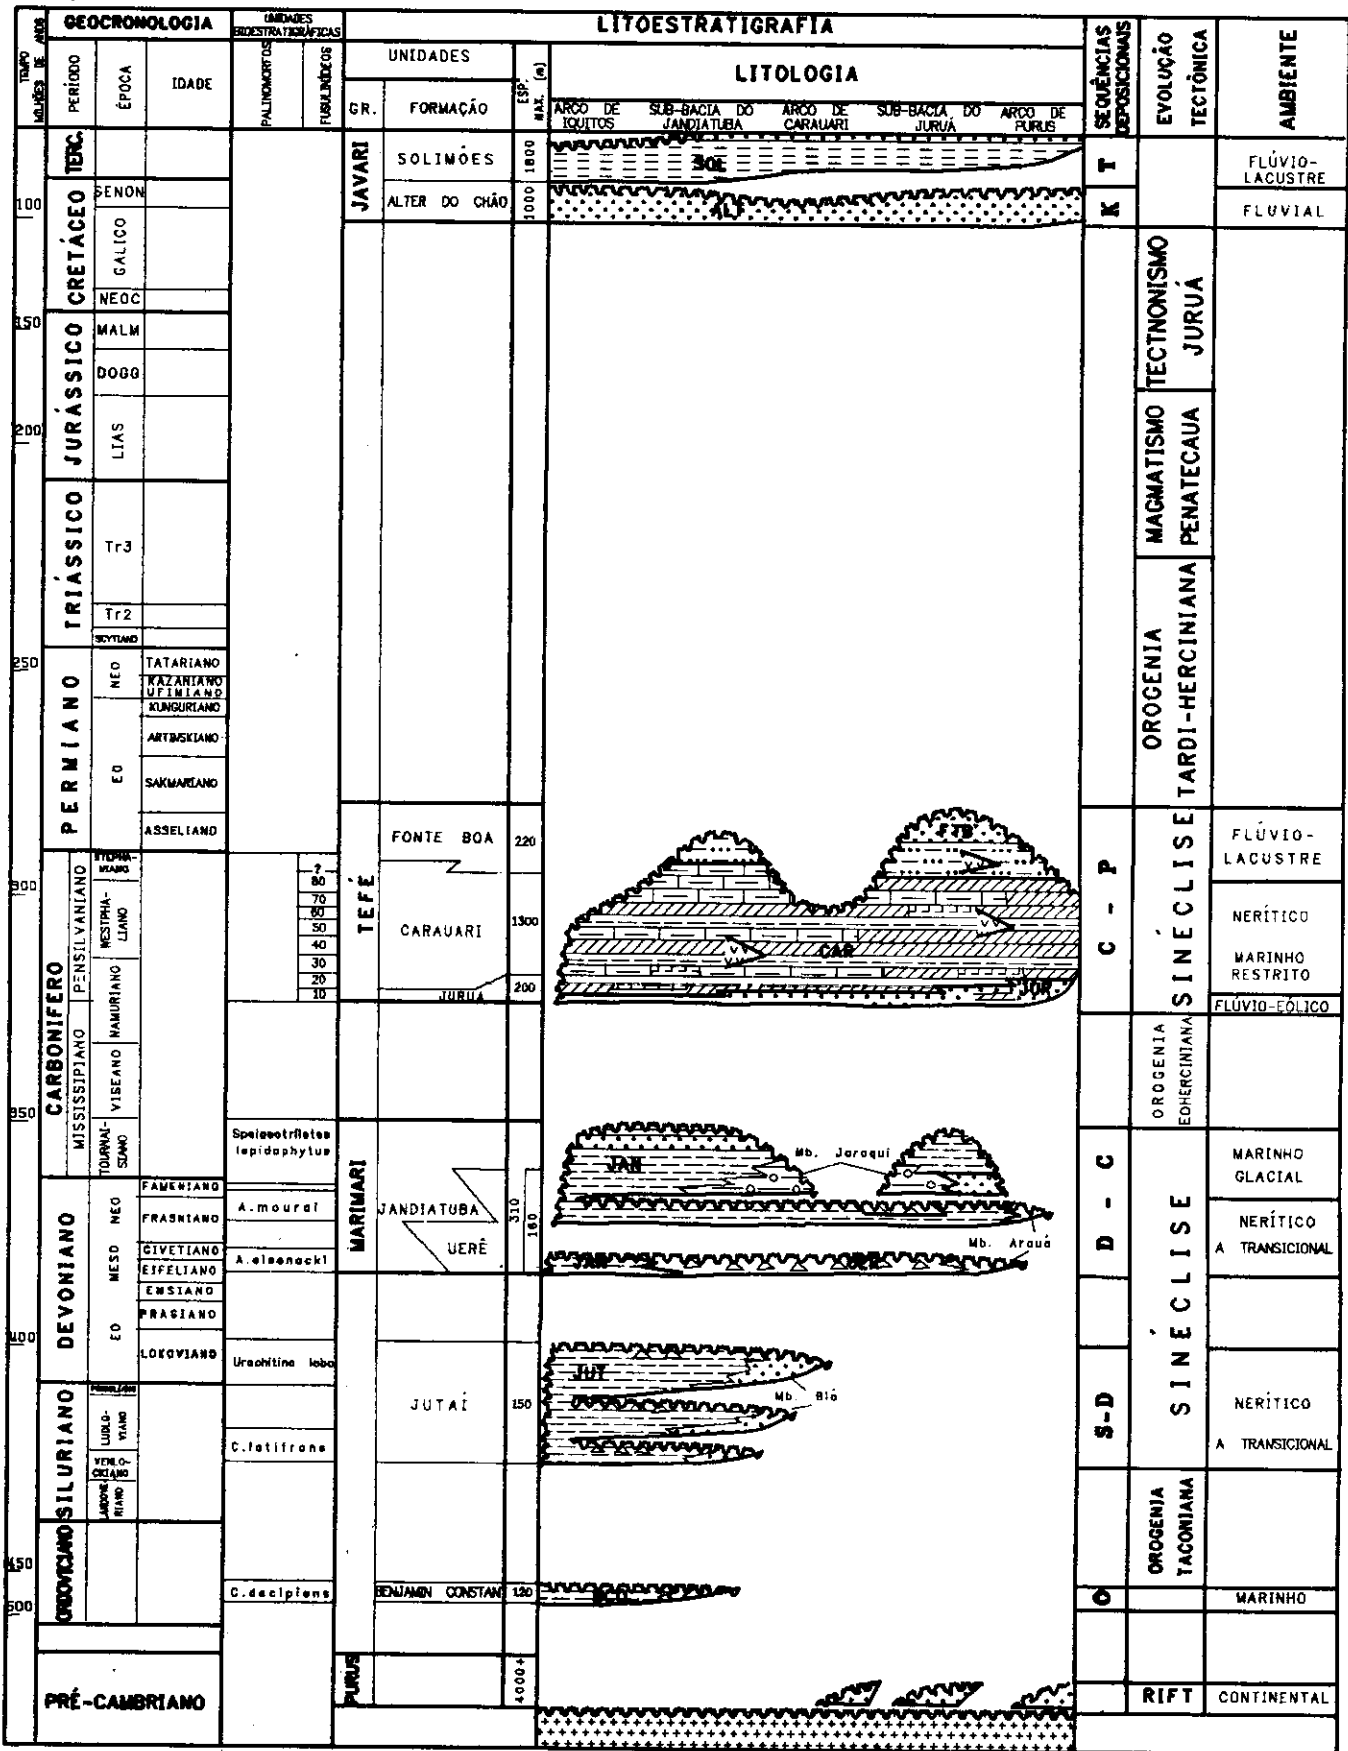 GEOCRONOLOGIA
UNIDADES
BIOESTRATIGRÁFICAS
LITOESTRATIGRAFIA
TEMPO
MILHÕES DE ANOS
PERÍODO
ÉPOCA
IDADE
PALINOMORFOS
FUSULINÍDEOS
UNIDADES
GR.
FORMAÇÃO
ESP.
MAX. (m)
LITOLOGIA
ARCO DE
IQUITOS
SUB-BACIA DO
JANDIATUBA
ARCO DE
CARAUARI
SUB-BACIA DO
JURUÁ
ARCO DE
PURUS
SEQUÊNCIAS
DEPOSICIONAIS
EVOLUÇÃO
TECTÔNICA
AMBIENTE
TERC.
JAVARI
SOLIMÕES
1800
SOL
T
FLÚVIO-
LACUSTRE
100
CRETÁCEO
SENON
GALICO
NEOC
ALTER DO CHÃO
1000
ALT
K
FLUVIAL
150
JURÁSSICO
MALM
DOGG
LIAS
TECTNONISMO
JURUÁ
200
MAGMATISMO
PENATECAUA
TRIÁSSICO
Tr3
Tr2
SCYTIANO
OROGENIA
TARDI-HERCINIANA
250
PERMIANO
NEO
TATARIANO
KAZANIANO
UFIMIANO
EO
KUNGURIANO
ARTINSKIANO
SAKMARIANO
ASSELIANO
TEFÉ
FONTE BOA
220
FTB
C - P
SINÉCLISE
FLÚVIO-
LACUSTRE
300
CARBONIFERO
PENSILVANIANO
STEPHA-
NIANO
WESTPHA-
LIANO
NAMURIANO
?
80
70
60
50
40
30
20
10
CARAUARI
1300
CAR
NERÍTICO
MARINHO
RESTRITO
JURUÁ
200
JUR
FLÚVIO-EÓLICO
MISSISSIPIANO
VISEANO
OROGENIA
EOHERCINIANA
350
TOURNAI-
SIANO
Spelaeotriletes
lepidophytus
MARIMARI
JANDIATUBA
310
160
JAN
Mb. Jaraqui
D - C
SINÉCLISE
MARINHO
GLACIAL
DEVONIANO
NEO
FAMENIANO
FRASNIANO
A.moural
MESO
GIVETIANO
EIFELIANO
A.eisenacki
UERÊ
JAN
UER
Mb. Arauá
NERÍTICO
A TRANSICIONAL
EO
EMSIANO
PRAGIANO
LOKOVIANO
400
Urochitina loboi
JUTAÍ
150
JUT
Mb. Biá
S-D
NERÍTICO
A TRANSICIONAL
SILURIANO
LUDLO-
VIANO
C.latifrons
WENLO-
CKIANO
LANDOVE-
RIANO
ORDOVICIANO
OROGENIA
TACONIANA
450
C.decipiens
BENJAMIN CONSTAN
120
O
MARINHO
500
PRÉ-CAMBRIANO
PURUS
4000+
RIFT
CONTINENTAL